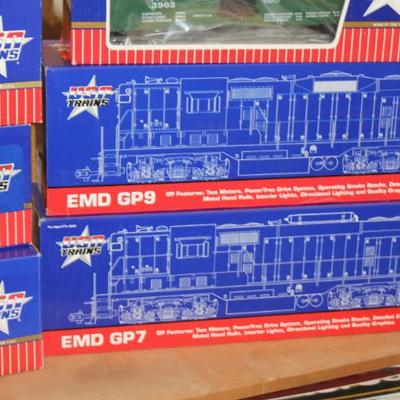 3903
USA
TRAINS
EMD GP9
GP Features: Two Motors, PowerTrac Drive System, Operating Smoke Stacks, Detailed
Metal Hand Rails, Interior Lights, Directional Lighting and Quality Graphics
USA
TRAINS
EMD GP7
GP Features: Two Motors, PowerTrac Drive System, Operating Smoke Stacks, Detailed
Metal Hand Rails, Interior Lights, Directional Lighting and Quality Graphics